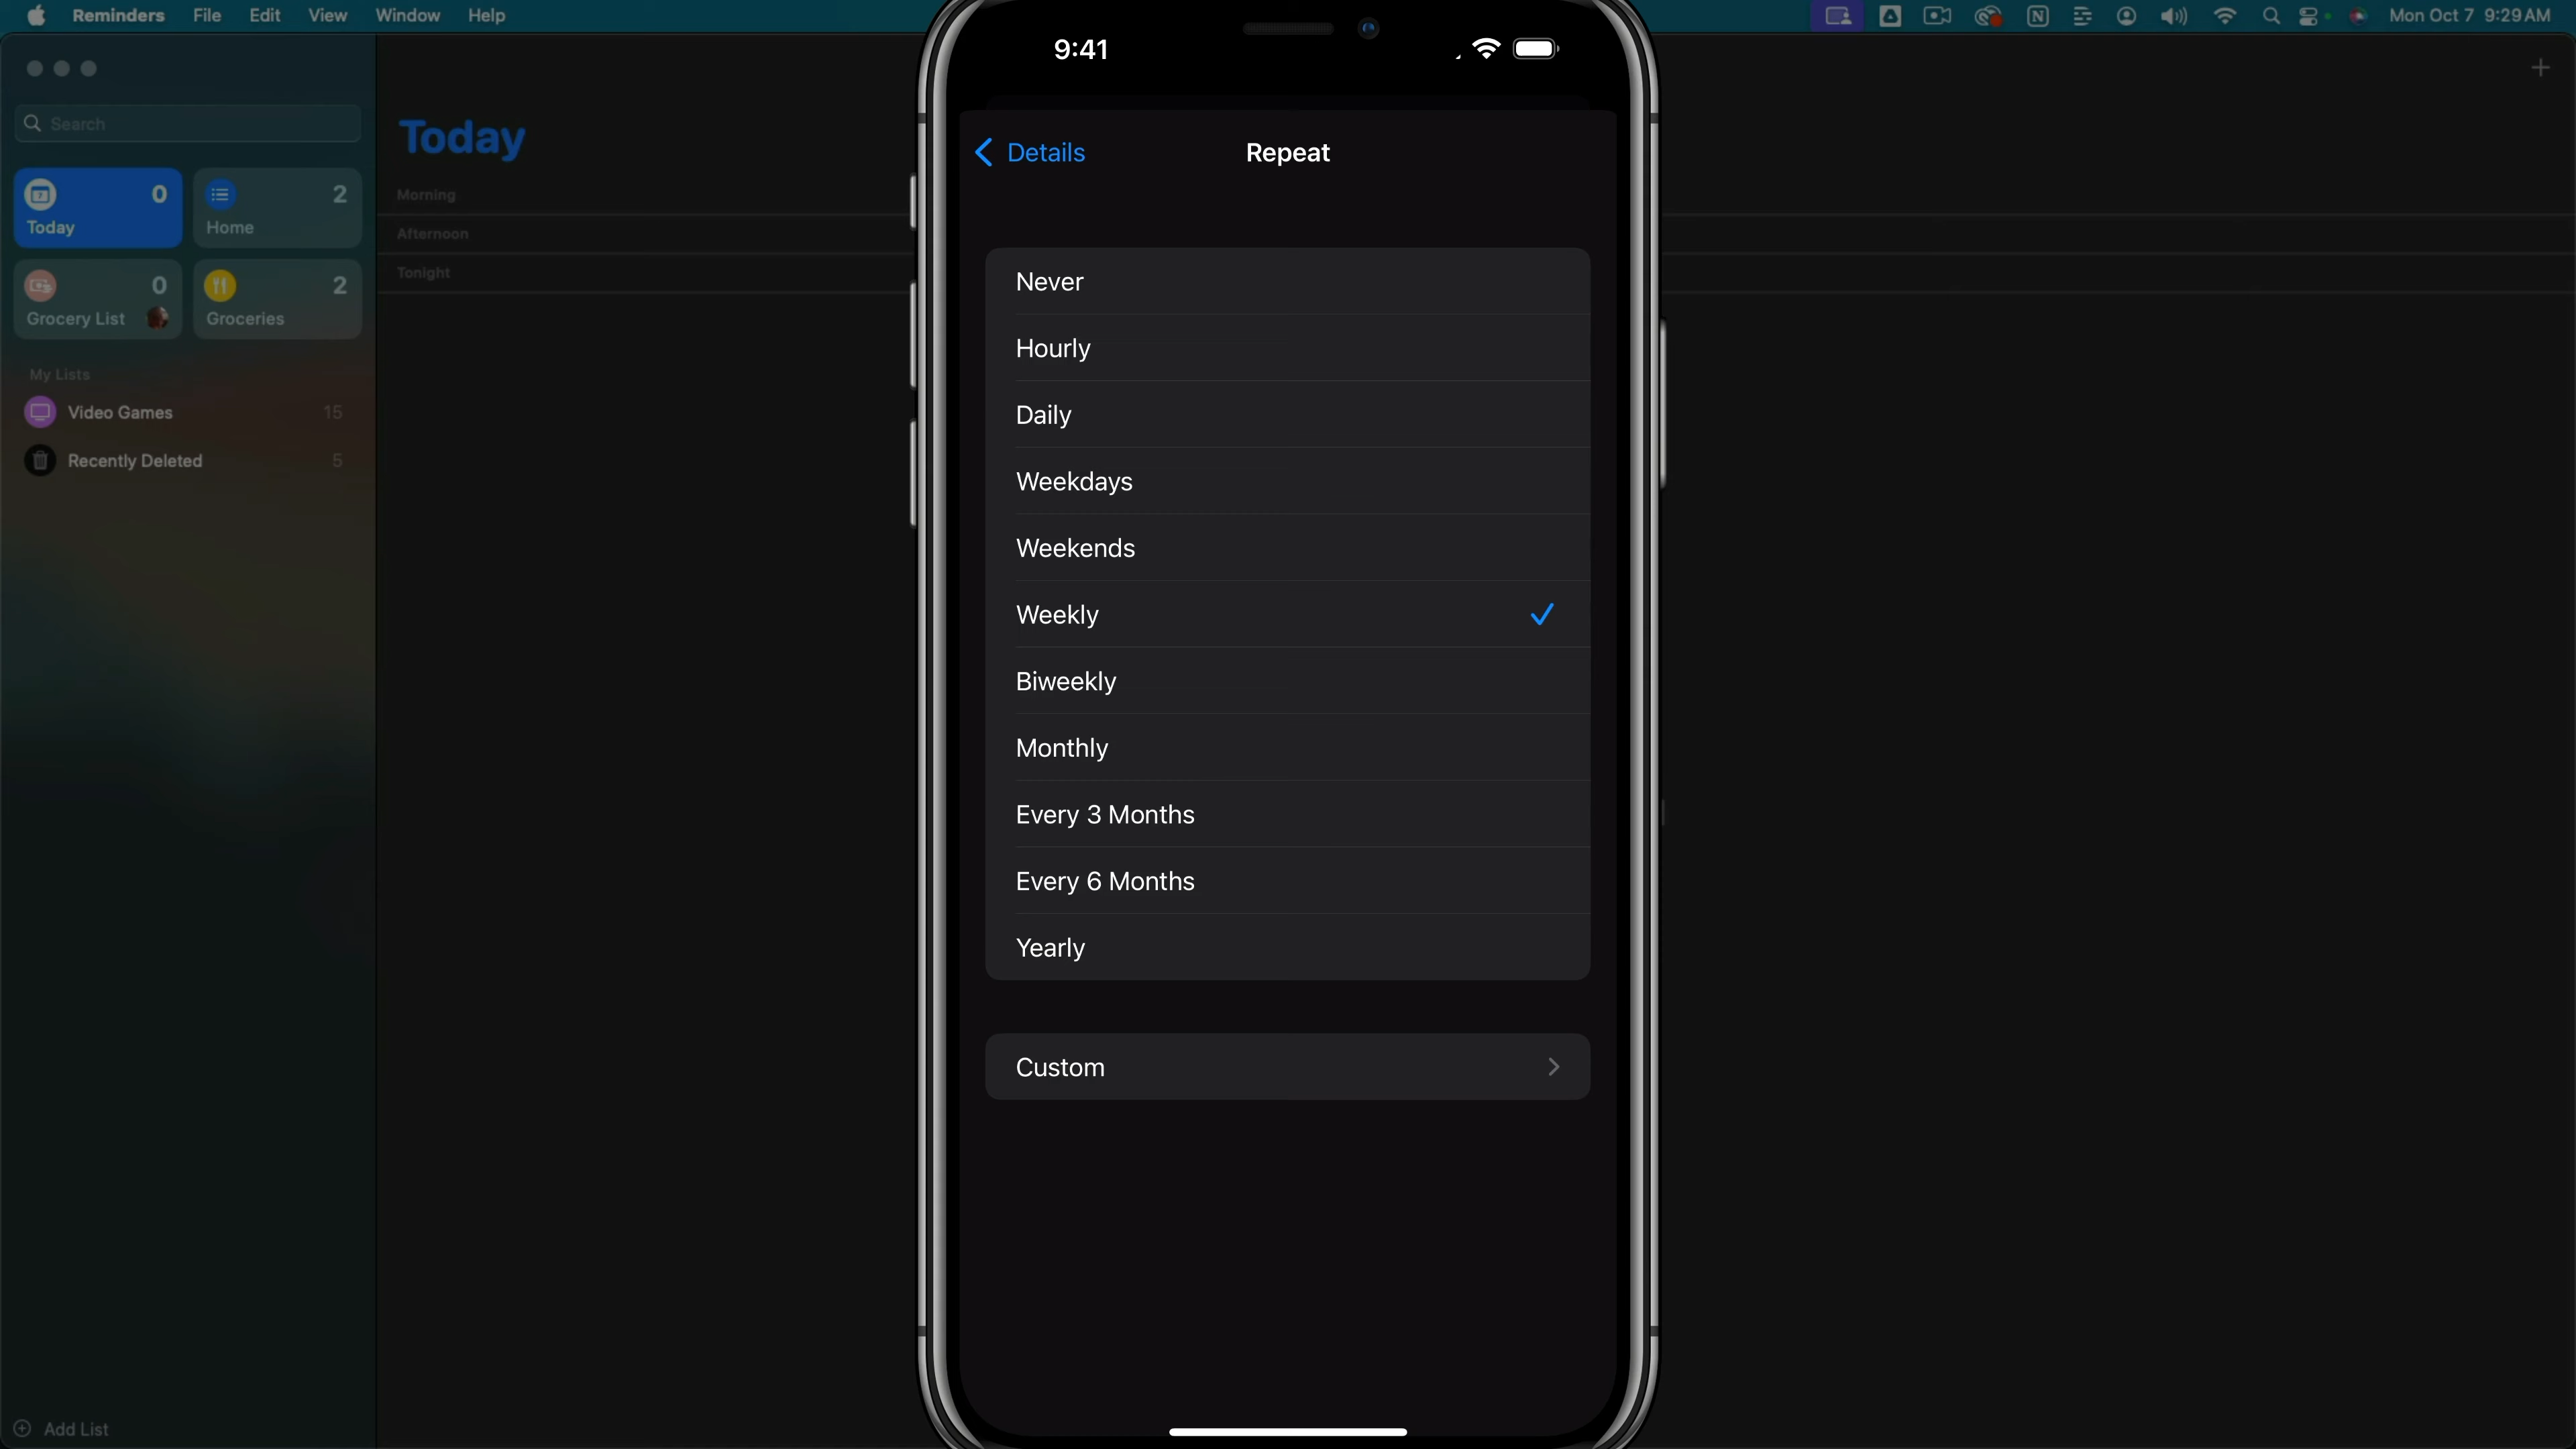 Reminders File Edit View Window Help
Mon Oct 7 9:29 AM
Search
0
Today
2
Home
0
Grocery List
2
Groceries
My Lists
Video Games 15
Recently Deleted 5
Add List
Today
Morning
Afternoon
Tonight
9:41
Details Repeat
Never
Hourly
Daily
Weekdays
Weekends
Weekly
Biweekly
Monthly
Every 3 Months
Every 6 Months
Yearly
Custom